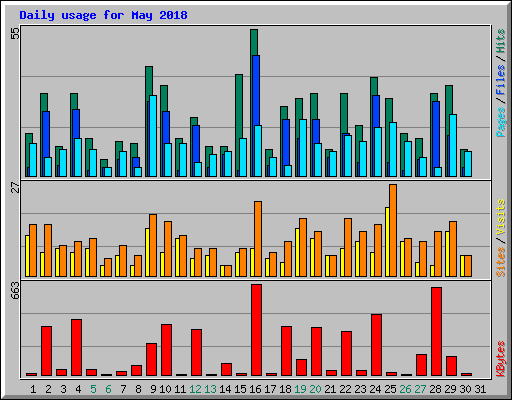 Daily usage for May 2018
55
Pages / Files / Hits
27
Sites / Visits
663
KBytes
1 2 3 4 5 6 7 8 9 10 11 12 13 14 15 16 17 18 19 20 21 22 23 24 25 26 27 28 29 30 31